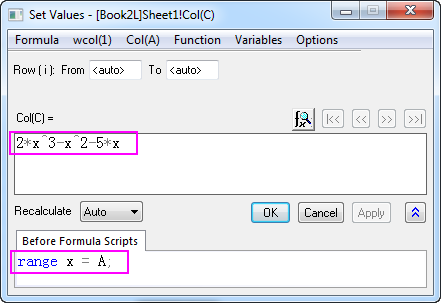 Set Values - [Book2L]Sheet1!Col(C)
Formula wcol(1) Col(A) Function Variables Options
Row ( i ): From <auto> To <auto>
|<< << >> >>|
Col(C) =
2*x^3-x^2-5*x
Recalculate Auto OK Cancel Apply
Before Formula Scripts
range x = A;